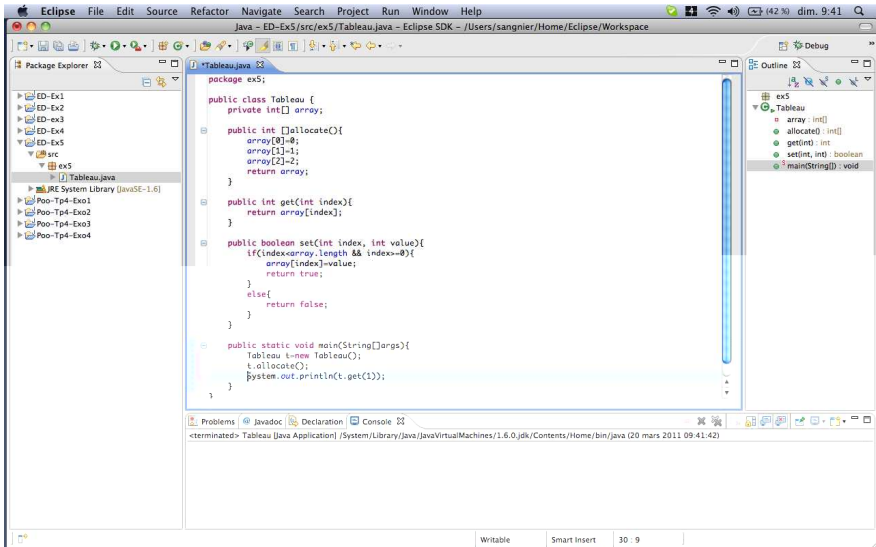 Eclipse File Edit Source Refactor Navigate Search Project Run Window Help (42 %) dim. 9:41
Java – ED-Ex5/src/ex5/Tableau.java – Eclipse SDK – /Users/sangnier/Home/Eclipse/Workspace
Debug
Package Explorer
ED-Ex1
ED-Ex2
ED-ex3
ED-Ex4
ED-Ex5
src
ex5
Tableau.java
JRE System Library [JavaSE-1.6]
Poo-Tp4-Exo1
Poo-Tp4-Exo2
Poo-Tp4-Exo3
Poo-Tp4-Exo4
*Tableau.java
package ex5;
public class Tableau {
private int[] array;
public int []allocate(){
array[0]=0;
array[1]=1;
array[2]=2;
return array;
}
public int get(int index){
return array[index];
}
public boolean set(int index, int value){
if(index<array.length && index>=0){
array[index]=value;
return true;
}
else{
return false;
}
}
public static void main(String[]args){
Tableau t=new Tableau();
t.allocate();
System.out.println(t.get(1));
}
}
Outline
ex5
Tableau
array : int[]
allocate() : int[]
get(int) : int
set(int, int) : boolean
main(String[]) : void
Problems Javadoc Declaration Console
<terminated> Tableau [Java Application] /System/Library/Java/JavaVirtualMachines/1.6.0.jdk/Contents/Home/bin/java (20 mars 2011 09:41:42)
Writable Smart Insert 30 : 9